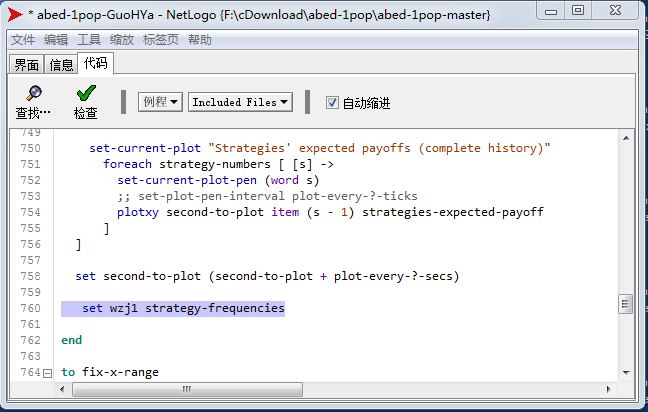 * abed-1pop-GuoHYa - NetLogo {F:\cDownload\abed-1pop\abed-1pop-master}
文件 编辑 工具 缩放 标签页 帮助
界面 信息 代码
查找… 检查 例程 Included Files 自动缩进
749
750 set-current-plot "Strategies' expected payoffs (complete history)"
751 foreach strategy-numbers [ [s] ->
752 set-current-plot-pen (word s)
753 ;; set-plot-pen-interval plot-every-?-ticks
754 plotxy second-to-plot item (s - 1) strategies-expected-payoff
755 ]
756 ]
757
758 set second-to-plot (second-to-plot + plot-every-?-secs)
759
760 set wzj1 strategy-frequencies
761
762 end
763
764 to fix-x-range